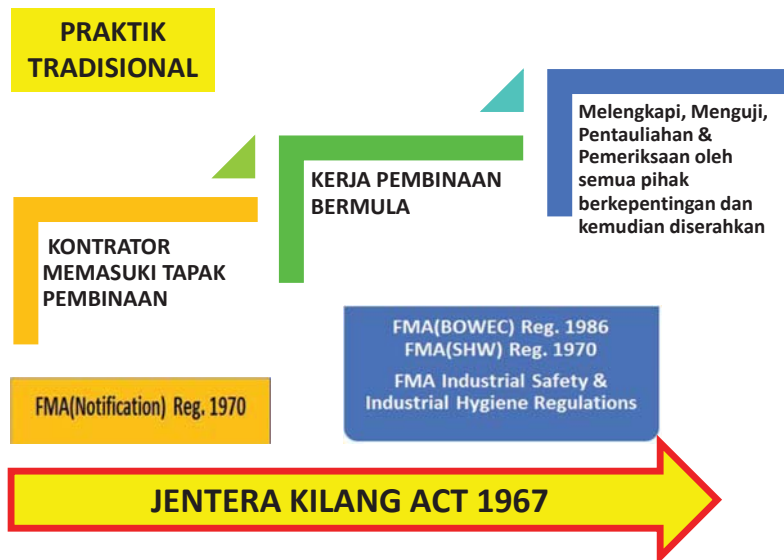 PRAKTIK
TRADISIONAL
KONTRATOR
MEMASUKI TAPAK
PEMBINAAN
KERJA PEMBINAAN
BERMULA
Melengkapi, Menguji,
Pentauliahan &
Pemeriksaan oleh
semua pihak
berkepentingan dan
kemudian diserahkan
FMA(Notification) Reg. 1970
FMA(BOWEC) Reg. 1986
FMA(SHW) Reg. 1970
FMA Industrial Safety &
Industrial Hygiene Regulations
JENTERA KILANG ACT 1967